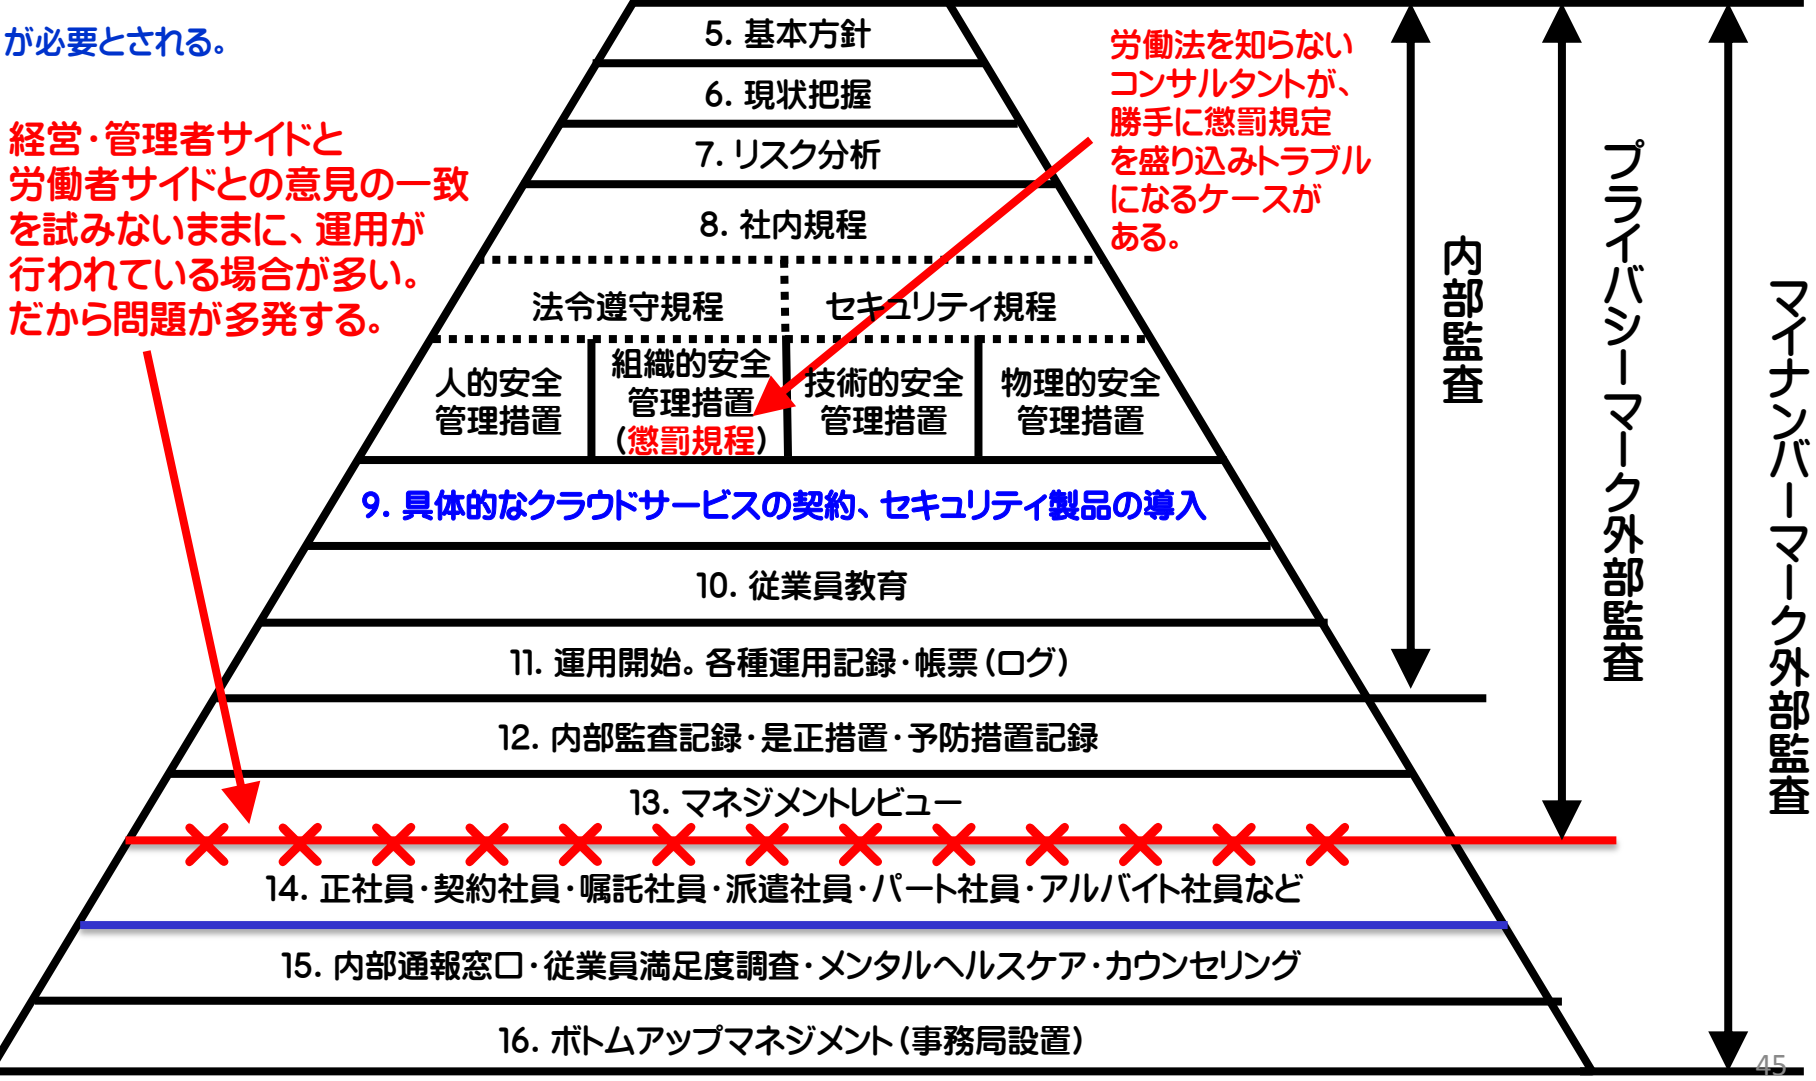 が必要とされる。
経営・管理者サイドと
労働者サイドとの意見の一致
を試みないままに、運用が
行われている場合が多い。
だから問題が多発する。
5. 基本方針
6. 現状把握
7. リスク分析
8. 社内規程
法令遵守規程
セキュリティ規程
人的安全
管理措置
組織的安全
管理措置
(懲罰規程)
技術的安全
管理措置
物理的安全
管理措置
9. 具体的なクラウドサービスの契約、セキュリティ製品の導入
10. 従業員教育
11. 運用開始。各種運用記録・帳票(ログ)
12. 内部監査記録・是正措置・予防措置記録
13. マネジメントレビュー
14. 正社員・契約社員・嘱託社員・派遣社員・パート社員・アルバイト社員など
15. 内部通報窓口・従業員満足度調査・メンタルヘルスケア・カウンセリング
16. ボトムアップマネジメント(事務局設置)
労働法を知らない
コンサルタントが、
勝手に懲罰規定
を盛り込みトラブル
になるケースが
ある。
内部監査
プライバシーマーク外部監査
マイナンバーマーク外部監査
45